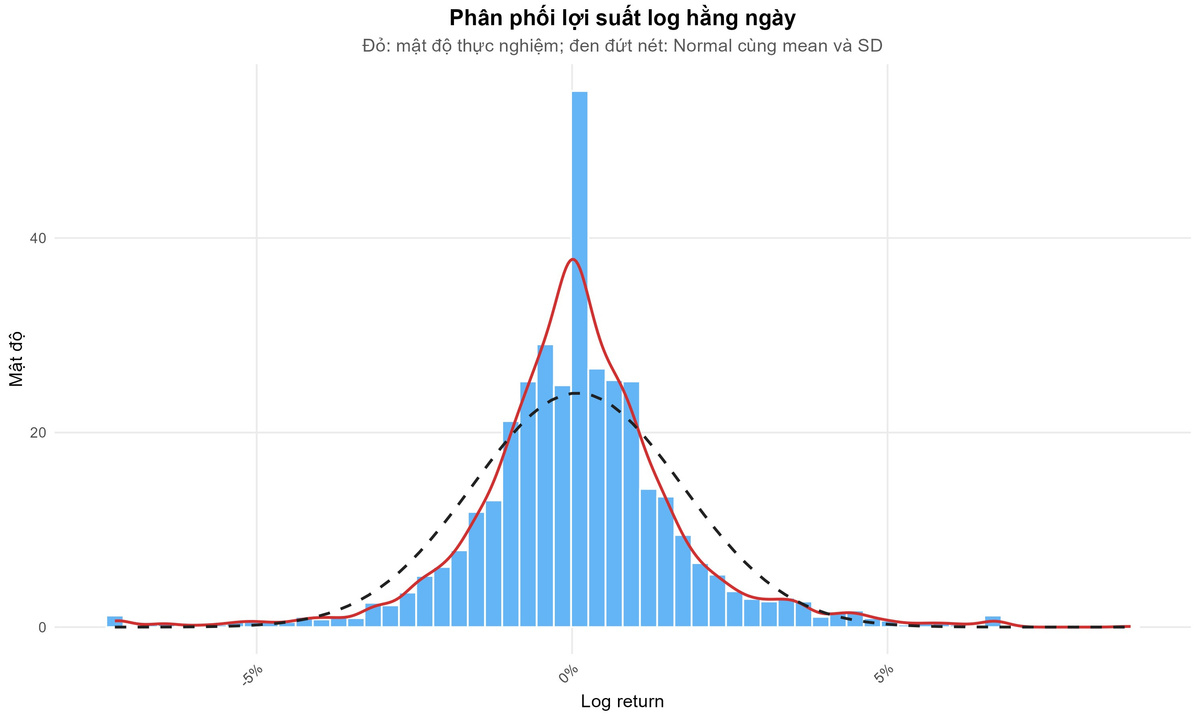 Phân phối lợi suất log hằng ngày
Đỏ: mật độ thực nghiệm; đen đứt nét: Normal cùng mean và SD
Mật độ
40
20
0
-5%
0%
5%
Log return